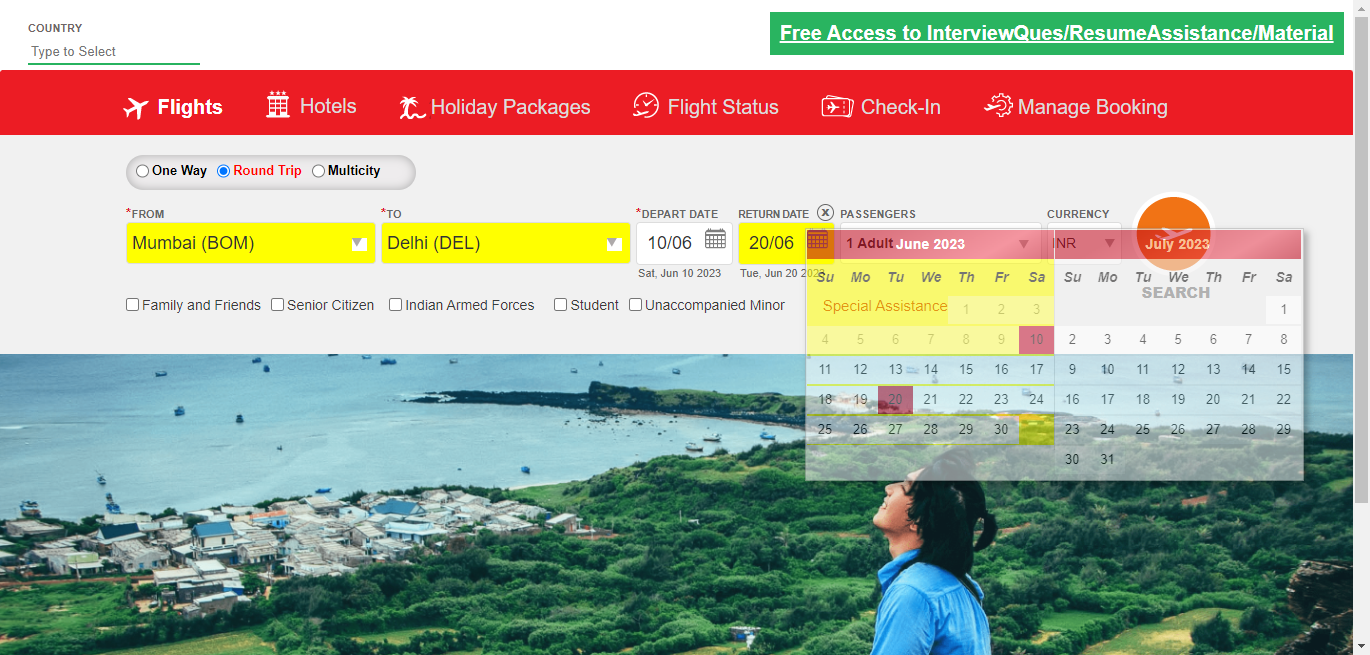 COUNTRY
Type to Select
Free Access to InterviewQues/ResumeAssistance/Material
Flights Hotels Holiday Packages Flight Status Check-In Manage Booking
One Way Round Trip Multicity
*FROM *TO *DEPART DATE RETURN DATE X PASSENGERS CURRENCY
Mumbai (BOM) Delhi (DEL) 10/06 20/06 1 Adult INR
June 2023 July 2023
Sat, Jun 10 2023 Tue, Jun 20 2023
Su Mo Tu We Th Fr Sa Su Mo Tu We Th Fr Sa
SEARCH
Family and Friends Senior Citizen Indian Armed Forces Student Unaccompanied Minor Special Assistance
1 2 3 1
4 5 6 7 8 9 10 2 3 4 5 6 7 8
11 12 13 14 15 16 17 9 10 11 12 13 14 15
18 19 20 21 22 23 24 16 17 18 19 20 21 22
25 26 27 28 29 30 23 24 25 26 27 28 29
30 31